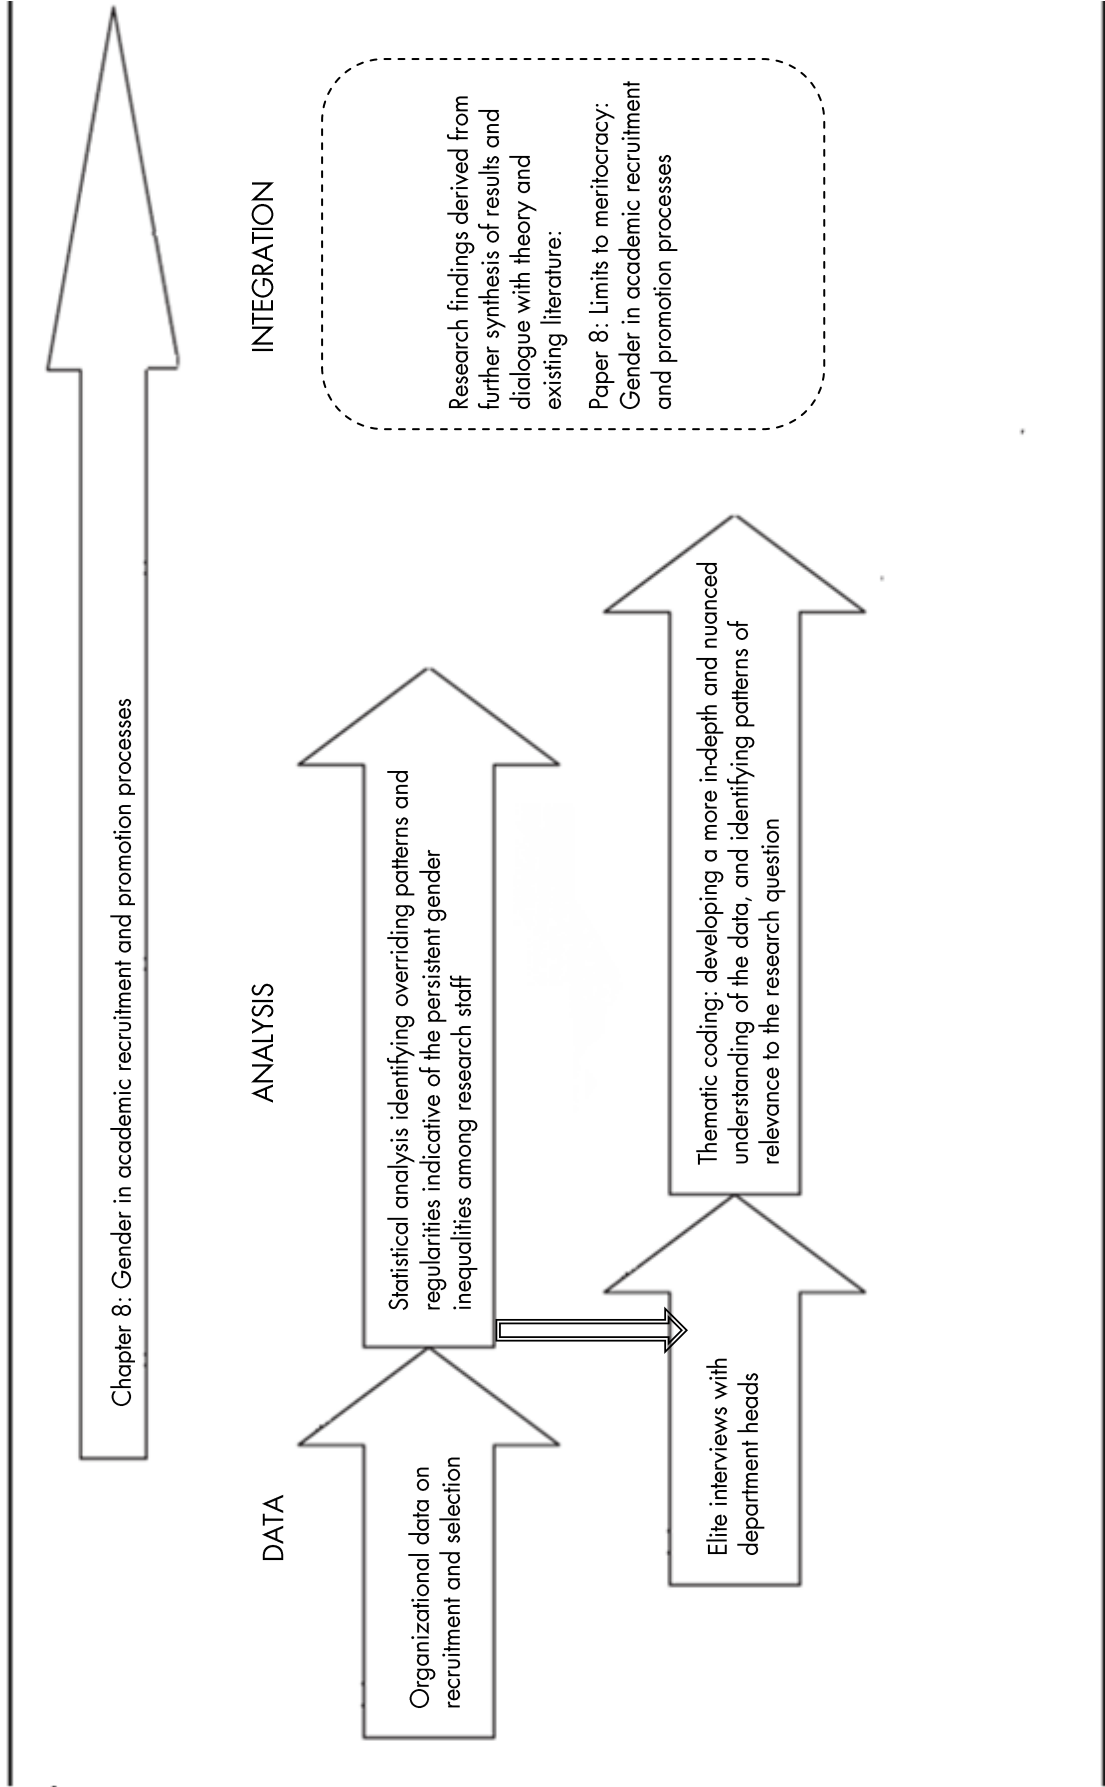 Chapter 8: Gender in academic recruitment and promotion processes
DATA
ANALYSIS
INTEGRATION
Organizational data on
recruitment and selection
Statistical analysis identifying overriding patterns and
regularities indicative of the persistent gender
inequalities among research staff
Research findings derived from
further synthesis of results and
dialogue with theory and
existing literature:
Paper 8: Limits to meritocracy:
Gender in academic recruitment
and promotion processes
Elite interviews with
department heads
Thematic coding: developing a more in-depth and nuanced
understanding of the data, and identifying patterns of
relevance to the research question